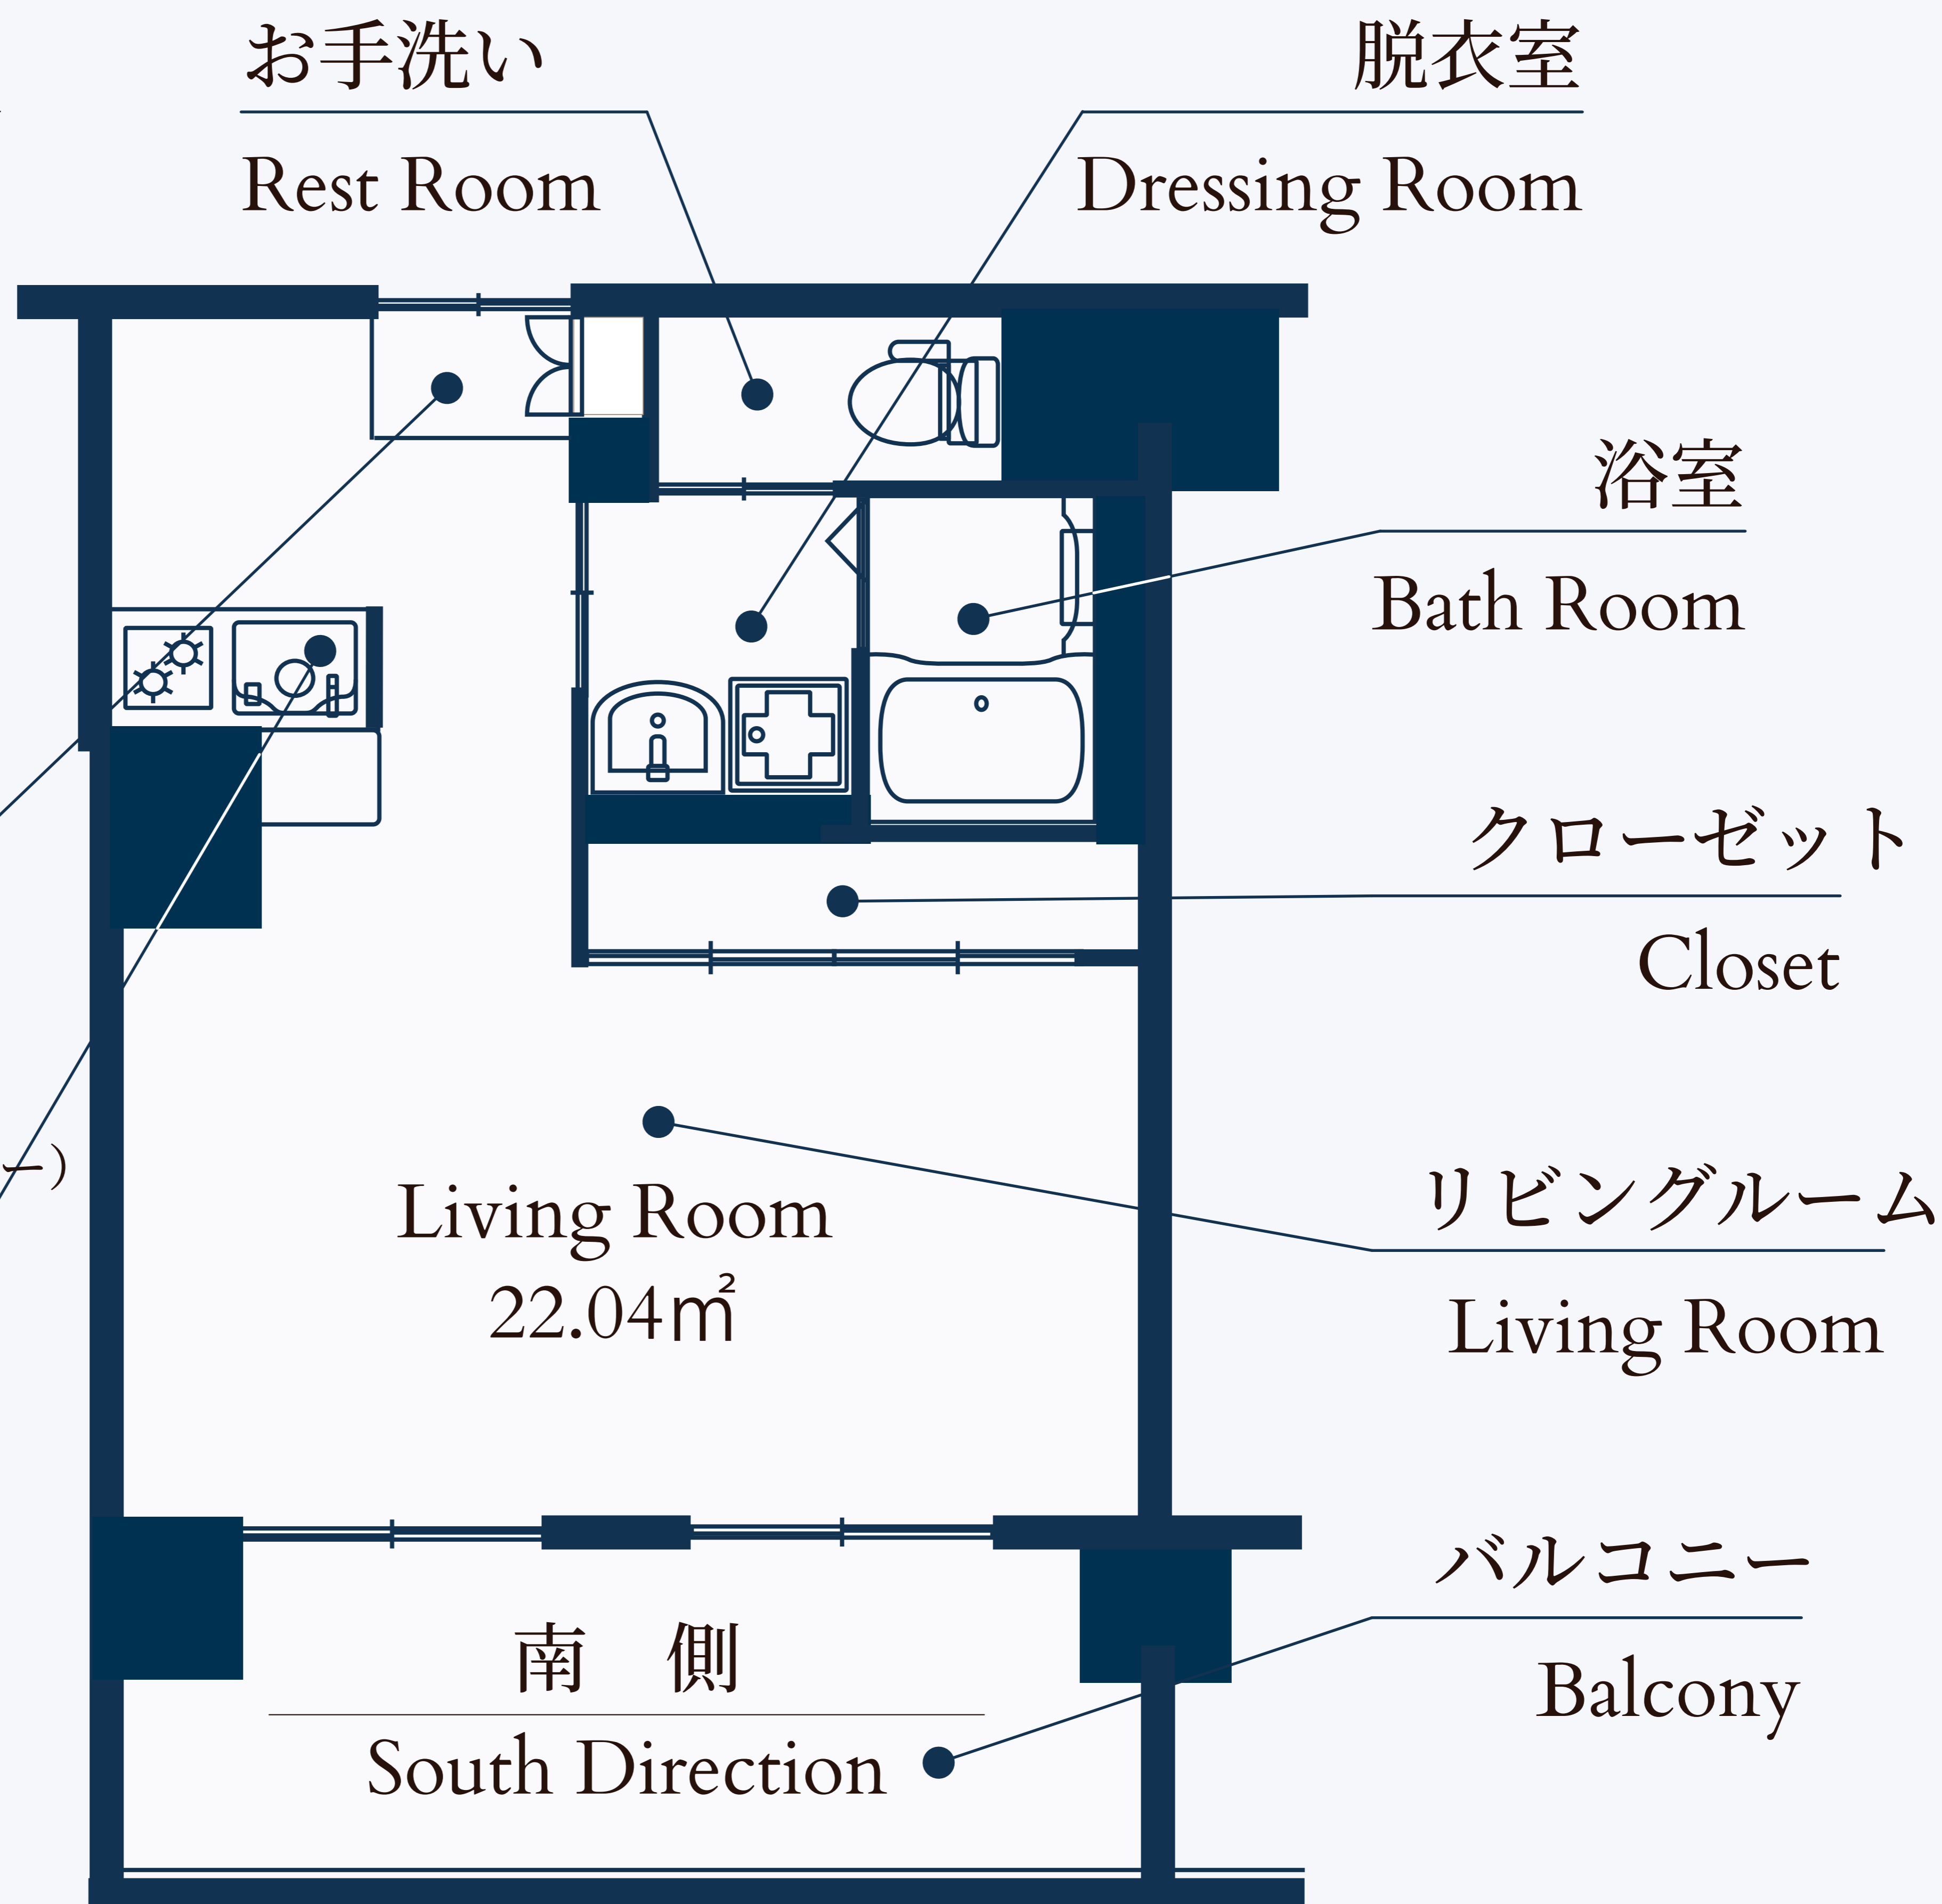 お手洗い
Rest Room
脱衣室
Dressing Room
浴室
Bath Room
クローゼット
Closet
ー）
リビングルーム
Living Room
Living Room
22.04㎡
バルコニー
Balcony
南 側
South Direction